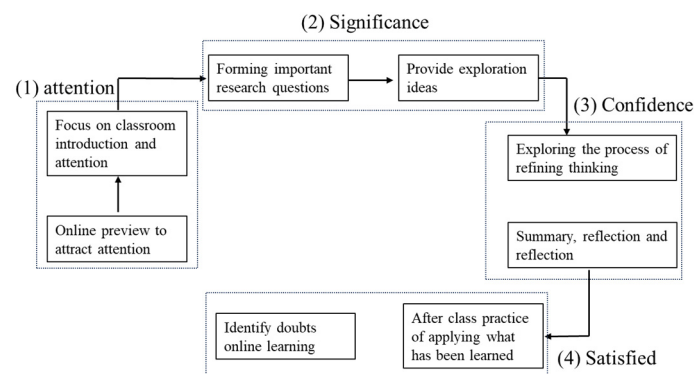 (2) Significance
Forming important
research questions
Provide exploration
ideas
(1) attention
Focus on classroom
introduction and
attention
Online preview to
attract attention
(3) Confidence
Exploring the process of
refining thinking
Summary, reflection and
reflection
Identify doubts
online learning
After class practice
of applying what
has been learned
(4) Satisfied